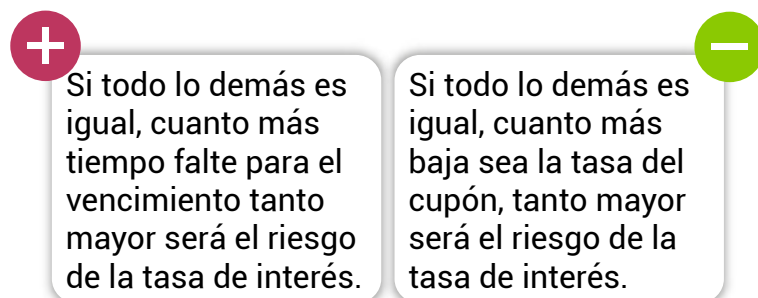 Si todo lo demás es
igual, cuanto más
tiempo falte para el
vencimiento tanto
mayor será el riesgo
de la tasa de interés.
Si todo lo demás es
igual, cuanto más
baja sea la tasa del
cupón, tanto mayor
será el riesgo de la
tasa de interés.